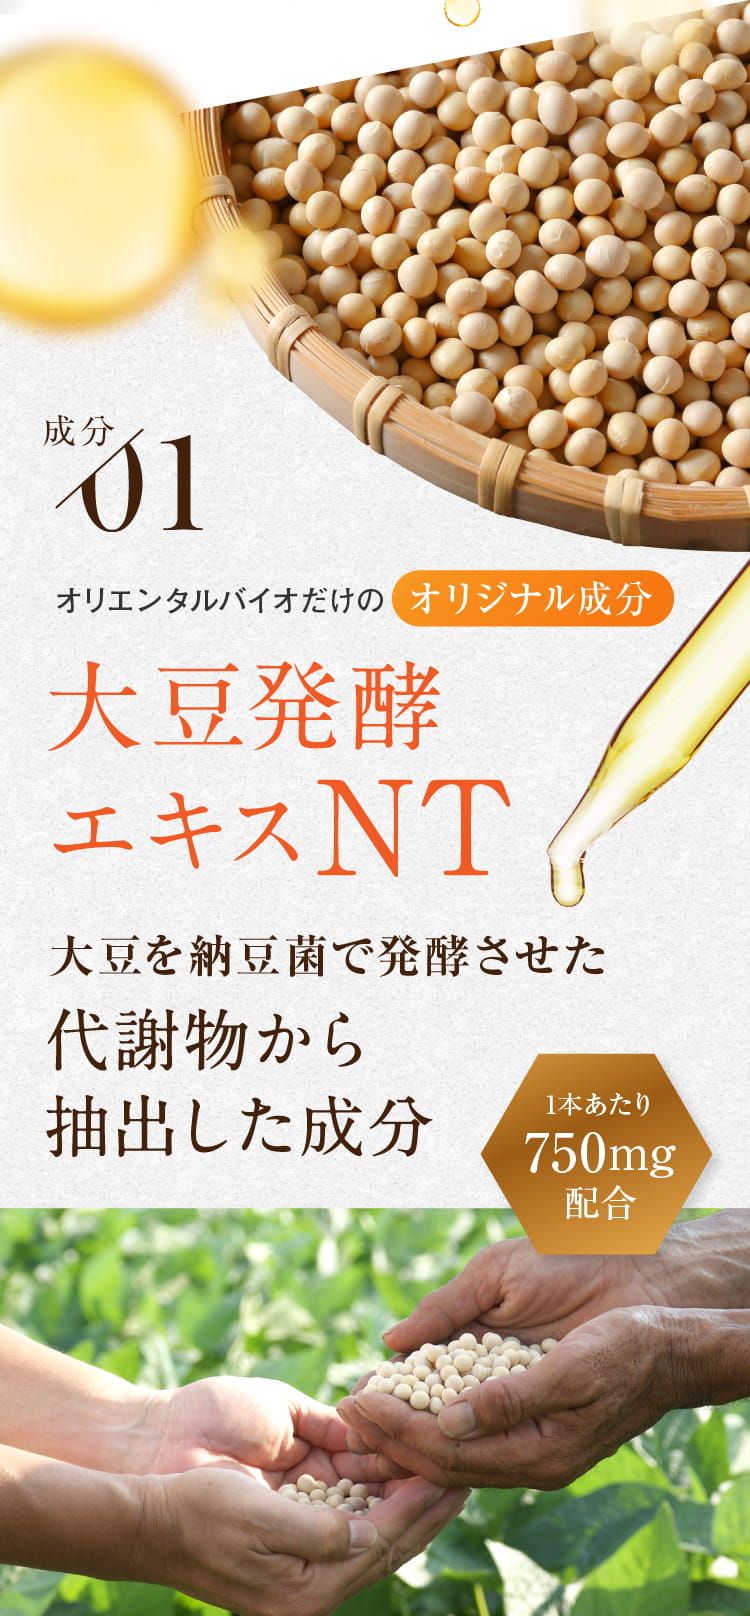 成分
01
オリエンタルバイオだけの オリジナル成分
大豆発酵
エキスNT
大豆を納豆菌で発酵させた
代謝物から
抽出した成分
1本あたり
750mg
配合